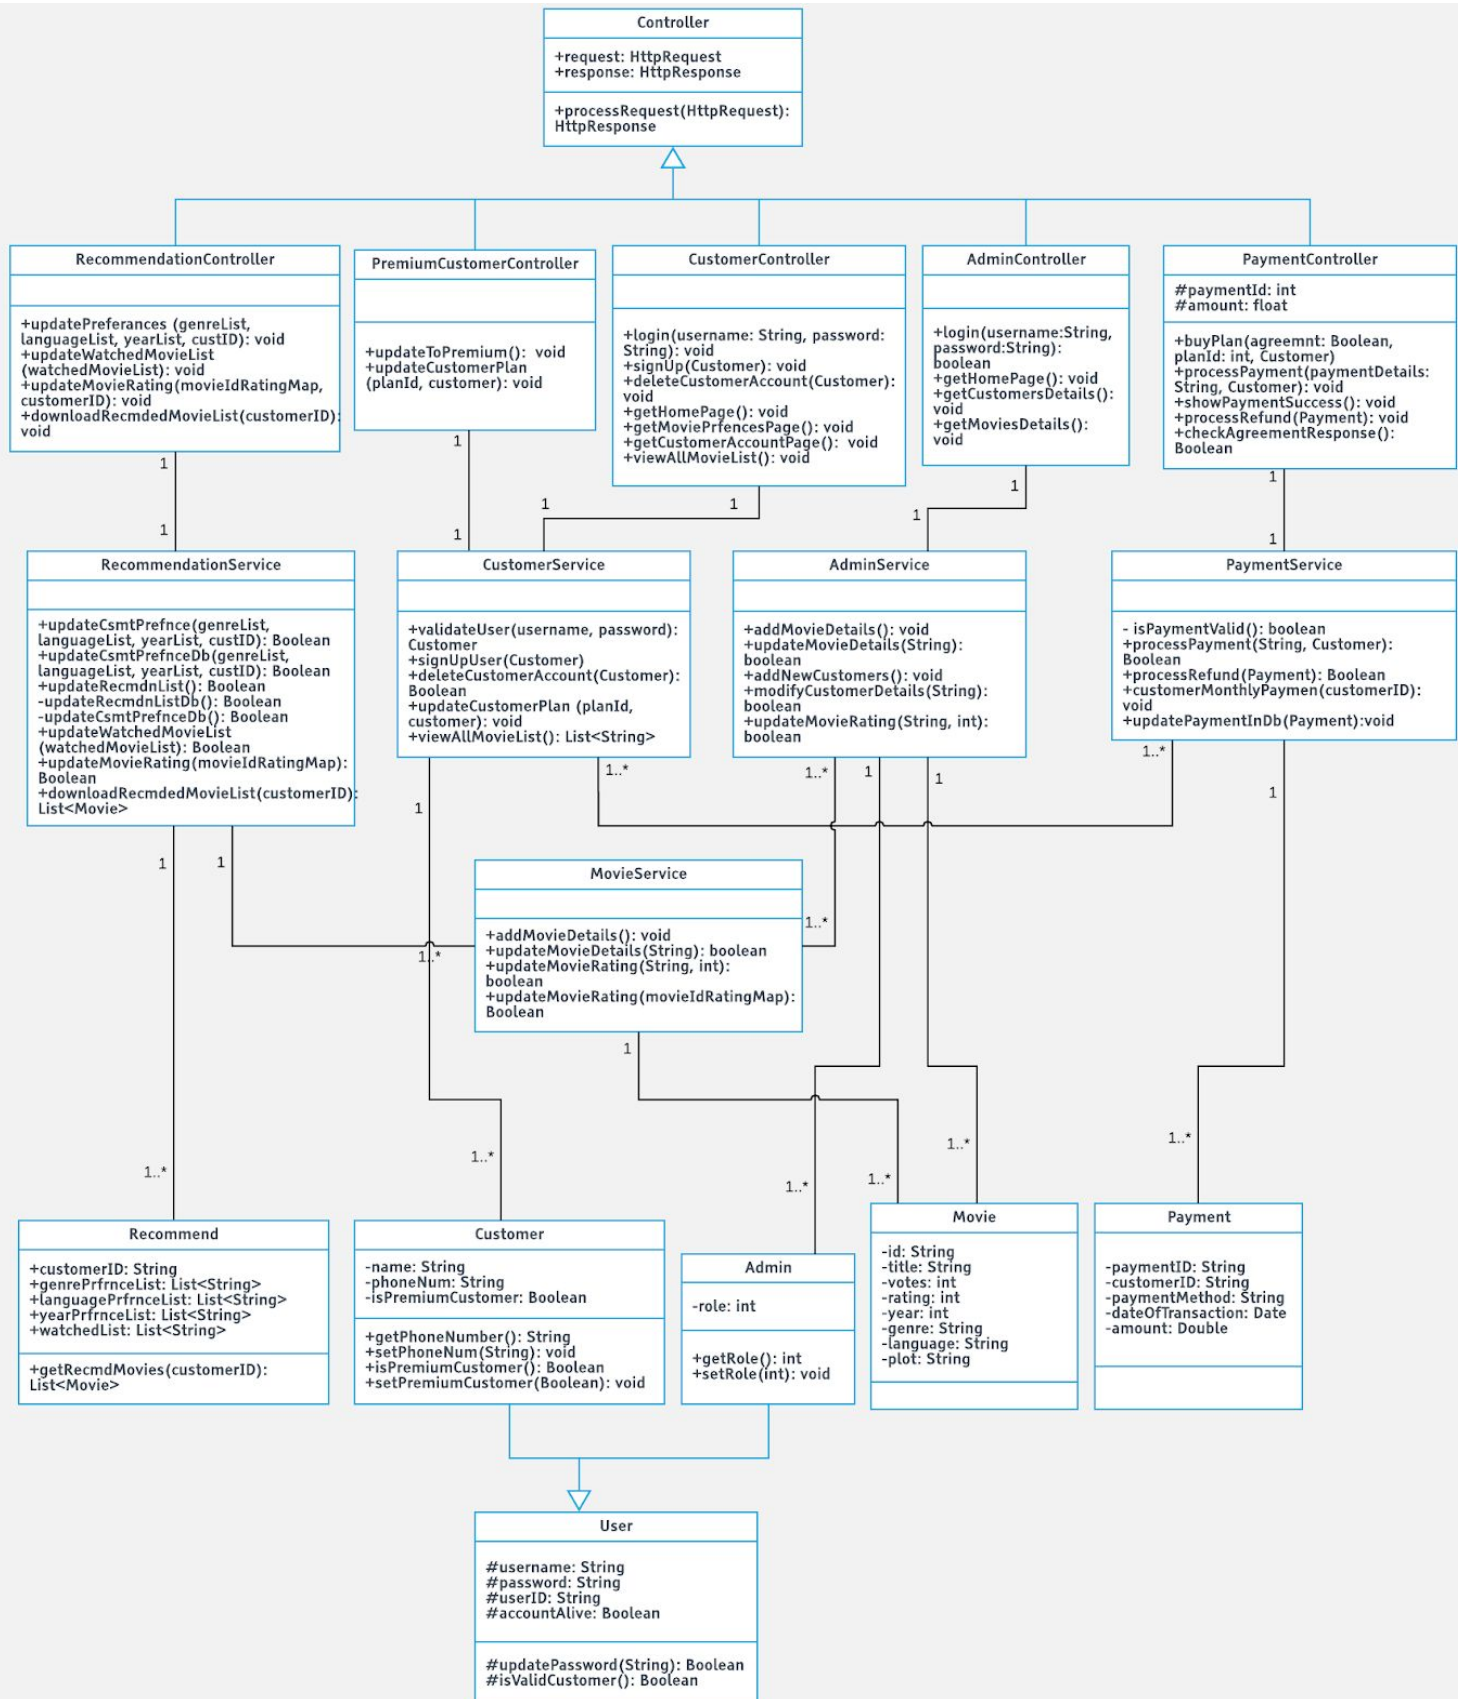 Controller
+request: HttpRequest
+response: HttpResponse
+processRequest(HttpRequest):
HttpResponse
RecommendationController
+updatePreferances (genreList,
languageList, yearList, custID): void
+updateWatchedMovieList
(watchedMovieList): void
+updateMovieRating(movieIdRatingMap,
customerID): void
+downloadRecmdedMovieList(customerID):
void
PremiumCustomerController
+updateToPremium(): void
+updateCustomerPlan
(planId, customer): void
CustomerController
+login(username: String, password:
String): void
+signUp(Customer): void
+deleteCustomerAccount(Customer):
void
+getHomePage(): void
+getMoviePrfencesPage(): void
+getCustomerAccountPage(): void
+viewAllMovieList(): void
AdminController
+login(username:String,
password:String):
boolean
+getHomePage(): void
+getCustomersDetails():
void
+getMoviesDetails():
void
PaymentController
#paymentId: int
#amount: float
+buyPlan(agreemnt: Boolean,
planId: int, Customer)
+processPayment(paymentDetails:
String, Customer): void
+showPaymentSuccess(): void
+processRefund(Payment): void
+checkAgreementResponse():
Boolean
1
1
1
1
1
1
1
1
1
1
RecommendationService
+updateCsmtPrefnce(genreList,
languageList, yearList, custID): Boolean
+updateCsmtPrefnceDb(genreList,
languageList, yearList, custID): Boolean
+updateRecmdnList(): Boolean
-updateRecmdnListDb(): Boolean
-updateCsmtPrefnceDb(): Boolean
+updateWatchedMovieList
(watchedMovieList): Boolean
+updateMovieRating(movieIdRatingMap):
Boolean
+downloadRecmdedMovieList(customerID):
List<Movie>
CustomerService
+validateUser(username, password):
Customer
+signUpUser(Customer)
+deleteCustomerAccount(Customer):
Boolean
+updateCustomerPlan (planId,
customer): void
+viewAllMovieList(): List<String>
AdminService
+addMovieDetails(): void
+updateMovieDetails(String):
boolean
+addNewCustomers(): void
+modifyCustomerDetails(String):
boolean
+updateMovieRating(String, int):
boolean
PaymentService
- isPaymentValid(): boolean
+processPayment(String, Customer):
Boolean
+processRefund(Payment): Boolean
+customerMonthlyPaymen(customerID):
void
+updatePaymentInDb(Payment):void
1..*
1..*
1
1
1..*
1
1
1
1
MovieService
+addMovieDetails(): void
+updateMovieDetails(String): boolean
+updateMovieRating(String, int):
boolean
+updateMovieRating(movieIdRatingMap):
Boolean
1..*
1..*
1
1..*
1..*
1..*
1..*
1..*
1..*
Recommend
+customerID: String
+genrePrfrnceList: List<String>
+languagePrfrnceList: List<String>
+yearPrfrnceList: List<String>
+watchedList: List<String>
+getRecmdMovies(customerID):
List<Movie>
Customer
-name: String
-phoneNum: String
-isPremiumCustomer: Boolean
+getPhoneNumber(): String
+setPhoneNum(String): void
+isPremiumCustomer(): Boolean
+setPremiumCustomer(Boolean): void
Admin
-role: int
+getRole(): int
+setRole(int): void
Movie
-id: String
-title: String
-votes: int
-rating: int
-year: int
-genre: String
-language: String
-plot: String
Payment
-paymentID: String
-customerID: String
-paymentMethod: String
-dateOfTransaction: Date
-amount: Double
User
#username: String
#password: String
#userID: String
#accountAlive: Boolean
#updatePassword(String): Boolean
#isValidCustomer(): Boolean